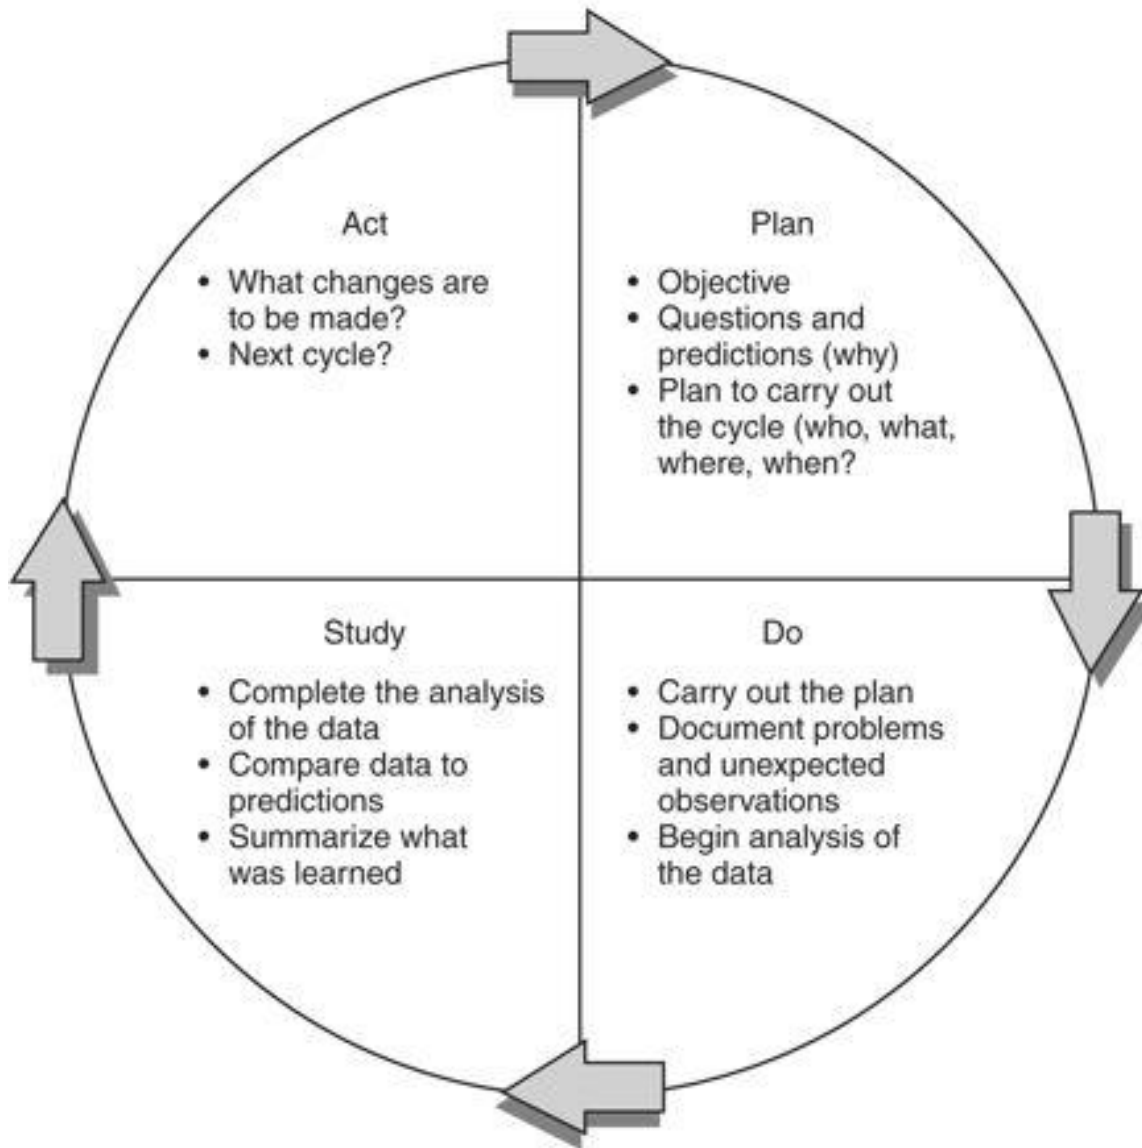 Act
• What changes are
to be made?
• Next cycle?
Plan
• Objective
• Questions and
predictions (why)
• Plan to carry out
the cycle (who, what,
where, when?
Study
• Complete the analysis
of the data
• Compare data to
predictions
• Summarize what
was learned
Do
• Carry out the plan
• Document problems
and unexpected
observations
• Begin analysis of
the data